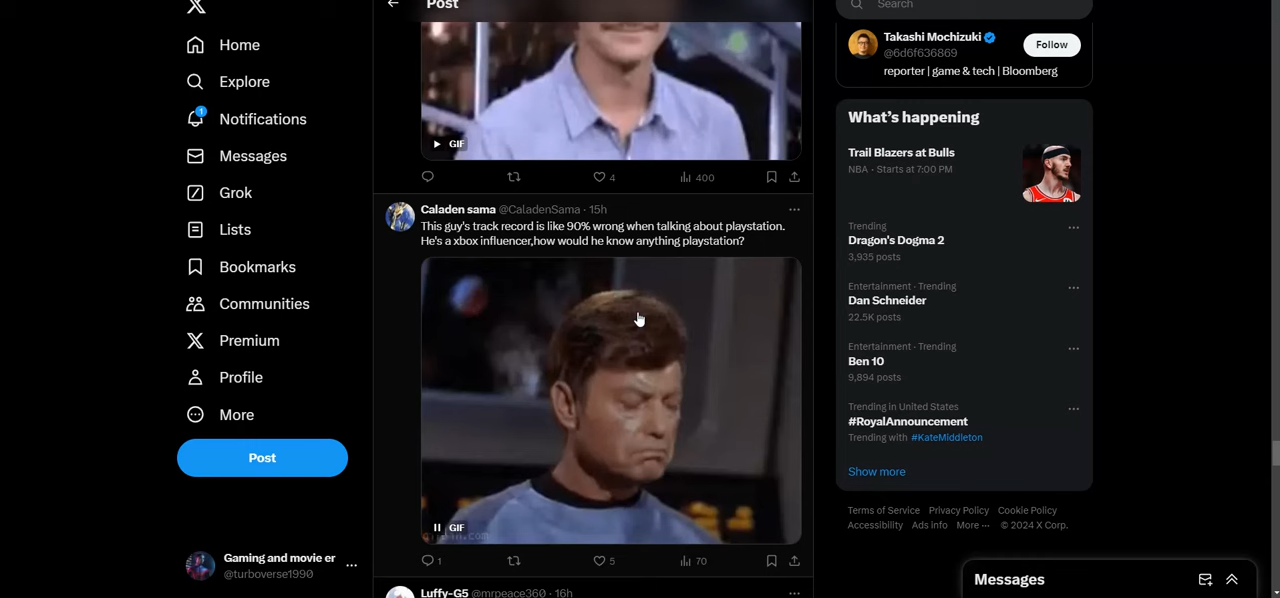 Home
Explore
1
Notifications
Messages
Grok
Lists
Bookmarks
Communities
Premium
Profile
More
Post
Gaming and movie er
@turboverse1990
Post
GIF
4
400
Caladen sama @CaladenSama · 15h
This guy's track record is like 90% wrong when talking about playstation.
He's a xbox influencer,how would he know anything playstation?
GIF
1
5
70
Luffy-G5 @mrpeace360 · 16h
Search
Takashi Mochizuki
@6d6f636869
Follow
reporter | game & tech | Bloomberg
What's happening
Trail Blazers at Bulls
NBA · Starts at 7:00 PM
Trending
Dragon's Dogma 2
3,935 posts
Entertainment · Trending
Dan Schneider
22.5K posts
Entertainment · Trending
Ben 10
9,894 posts
Trending in United States
#RoyalAnnouncement
Trending with #KateMiddleton
Show more
Terms of Service Privacy Policy Cookie Policy
Accessibility Ads info More ··· © 2024 X Corp.
Messages